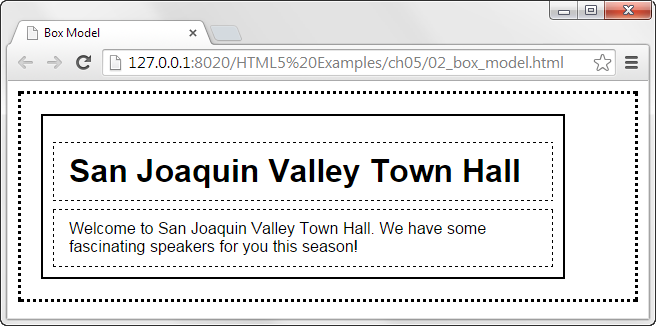 Box Model
127.0.0.1:8020/HTML5%20Examples/ch05/02_box_model.html
San Joaquin Valley Town Hall
Welcome to San Joaquin Valley Town Hall. We have some
fascinating speakers for you this season!